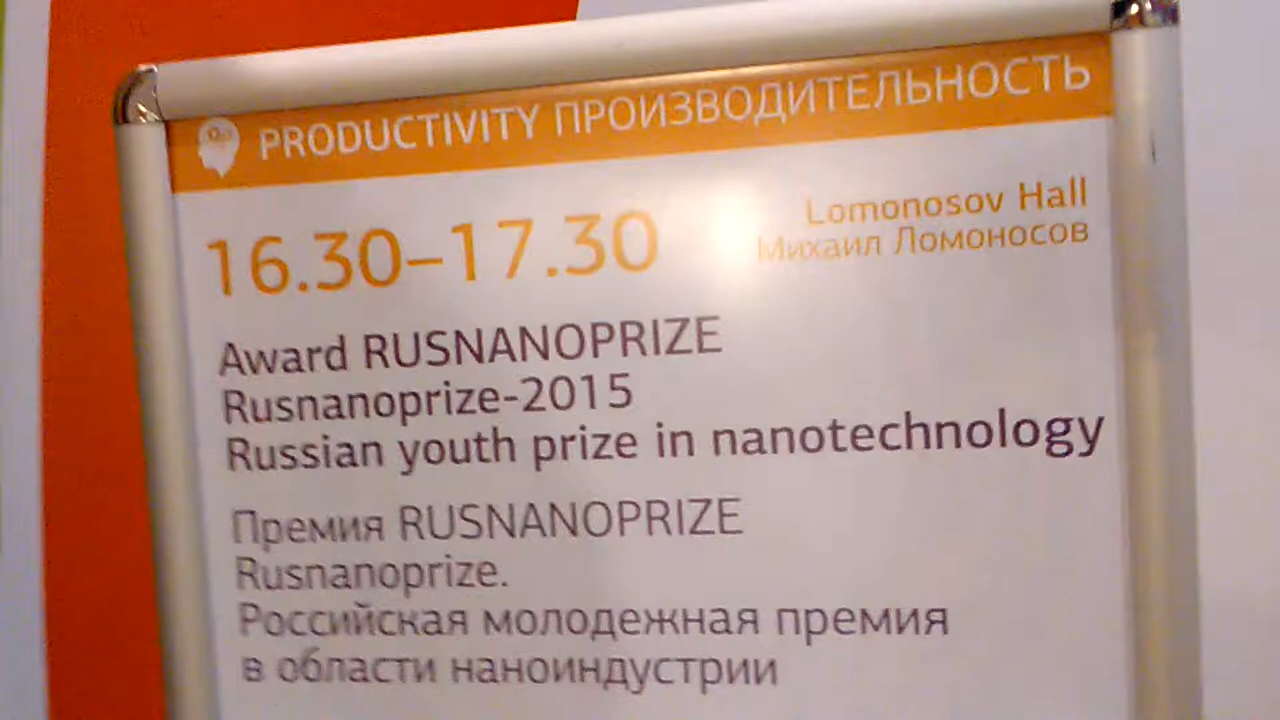 PRODUCTIVITY ПРОИЗВОДИТЕЛЬНОСТЬ
16.30–17.30
Lomonosov Hall
Михаил Ломоносов
Award RUSNANOPRIZE
Rusnanoprize-2015
Russian youth prize in nanotechnology
Премия RUSNANOPRIZE
Rusnanoprize.
Российская молодежная премия
в области наноиндустрии